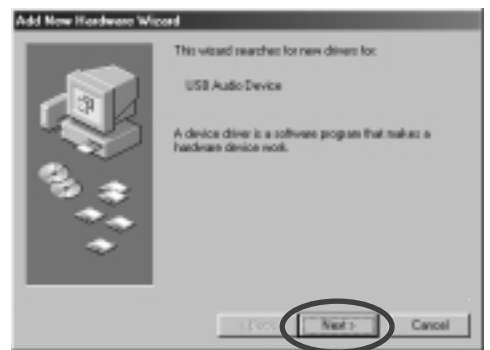 Add New Hardware Wizard
This wizard searches for new drivers for:
USB Audio Device
A device driver is a software program that makes a
hardware device work.
< Back
Next >
Cancel